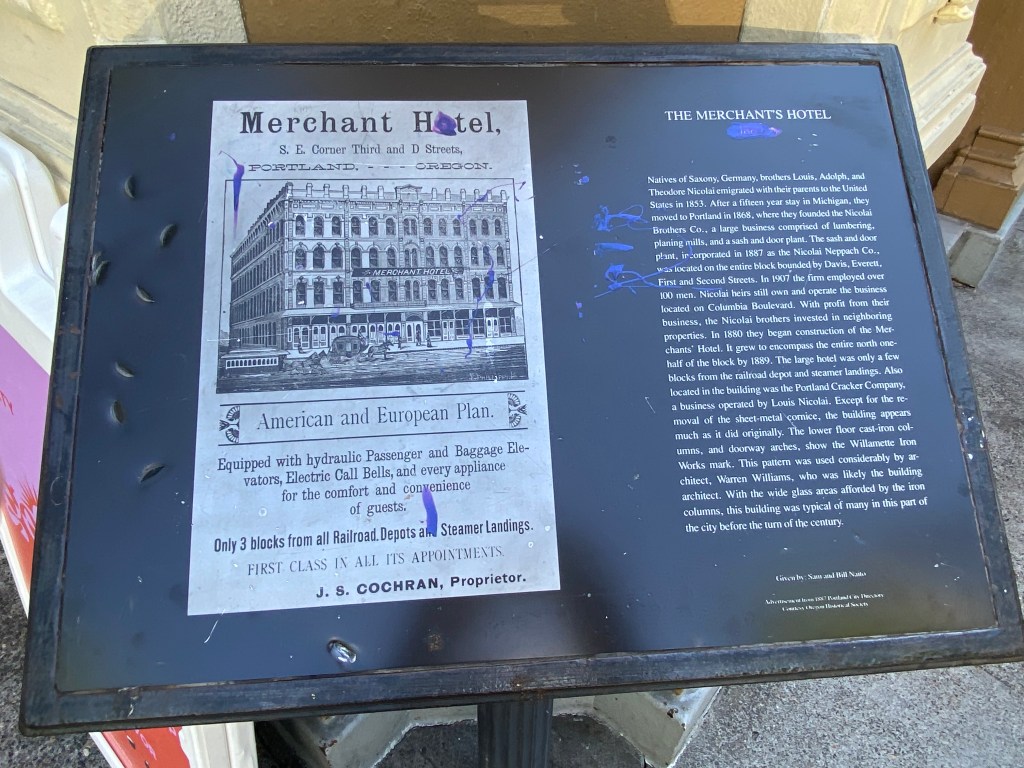 Merchant Hotel,
S. E. Corner Third and D Streets,
PORTLAND, - - - OREGON.
MERCHANT HOTEL
American and European Plan.
Equipped with hydraulic Passenger and Baggage Ele-
vators, Electric Call Bells, and every appliance
for the comfort and convenience
of guests.
Only 3 blocks from all Railroad Depots and Steamer Landings.
FIRST CLASS IN ALL ITS APPOINTMENTS.
J. S. COCHRAN, Proprietor.
THE MERCHANT'S HOTEL
Natives of Saxony, Germany, brothers Louis, Adolph, and
Theodore Nicolai emigrated with their parents to the United
States in 1853. After a fifteen year stay in Michigan, they
moved to Portland in 1868, where they founded the Nicolai
Brothers Co., a large business comprised of lumbering,
planing mills, and a sash and door plant. The sash and door
plant, incorporated in 1887 as the Nicolai Neppach Co.,
was located on the entire block bounded by Davis, Everett,
First and Second Streets. In 1907 the firm employed over
100 men. Nicolai heirs still own and operate the business
located on Columbia Boulevard. With profit from their
business, the Nicolai brothers invested in neighboring
properties. In 1880 they began construction of the Mer-
chants' Hotel. It grew to encompass the entire north one-
half of the block by 1889. The large hotel was only a few
blocks from the railroad depot and steamer landings. Also
located in the building was the Portland Cracker Company,
a business operated by Louis Nicolai. Except for the re-
moval of the sheet-metal cornice, the building appears
much as it did originally. The lower floor cast-iron col-
umns, and doorway arches, show the Willamette Iron
Works mark. This pattern was used considerably by ar-
chitect, Warren Williams, who was likely the building
architect. With the wide glass areas afforded by the iron
columns, this building was typical of many in this part of
the city before the turn of the century.
Given by: Sam and Bill Naito
Advertisement from 1887 Portland City Directory
Courtesy Oregon Historical Society